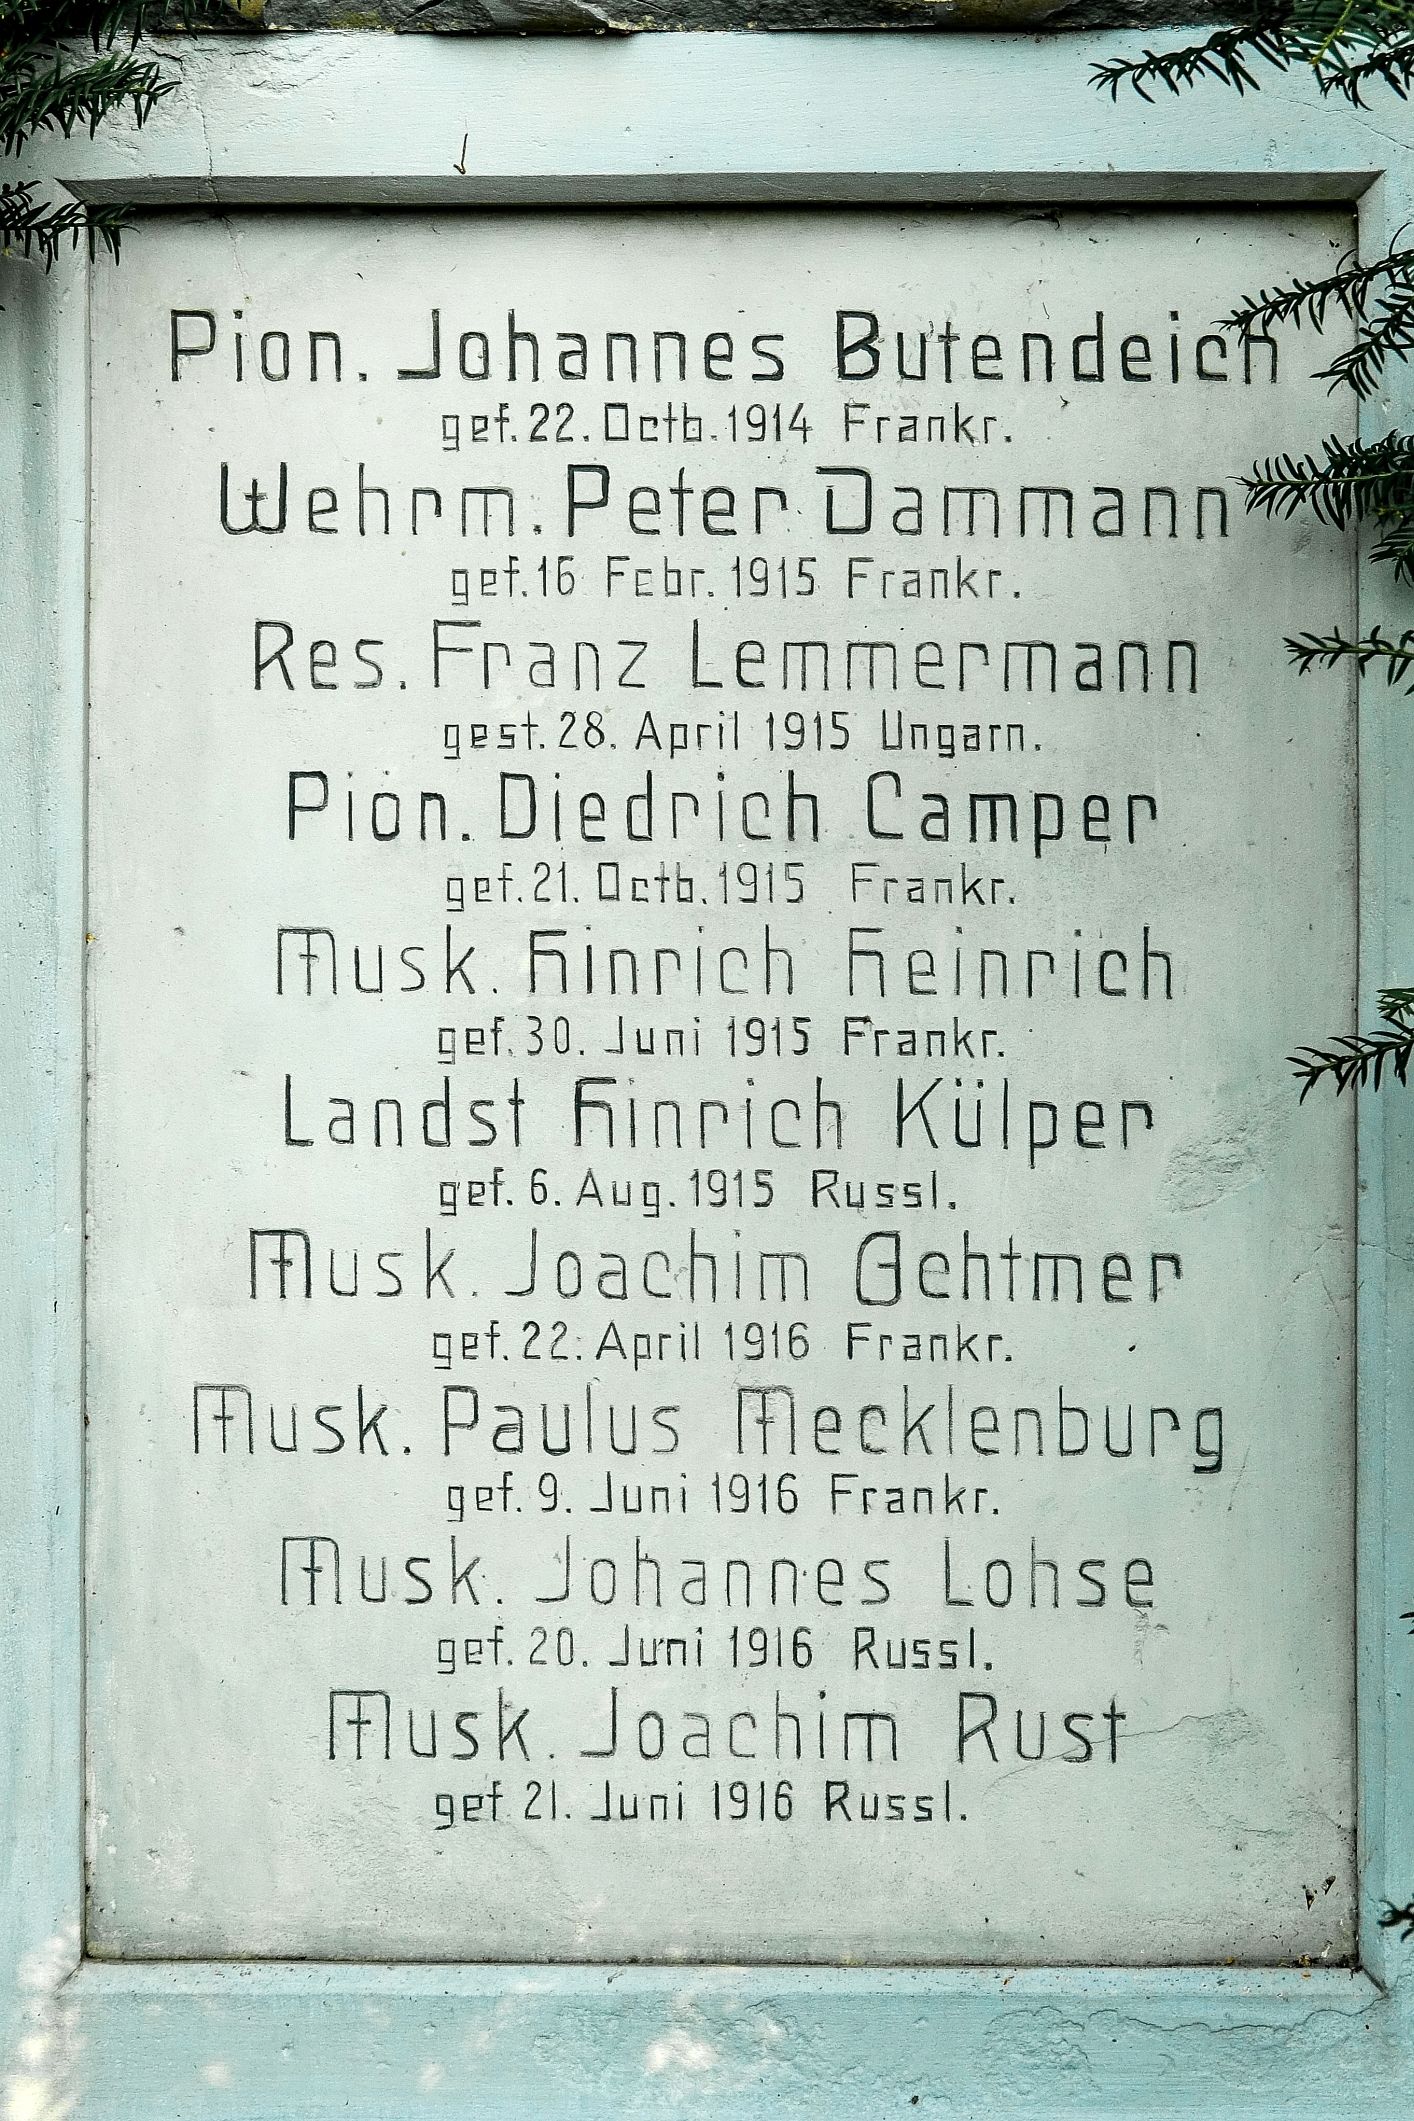 Pion. Johannes Butendeich
gef. 22. Octb. 1914 Frankr.
Wehrm. Peter Dammann
gef. 16 Febr. 1915 Frankr.
Res. Franz Lemmermann
gest. 28. April 1915 Ungarn.
Pion. Diedrich Camper
gef. 21. Octb. 1915 Frankr.
Musk. Hinrich Heinrich
gef. 30. Juni 1915 Frankr.
Landst Hinrich Külper
gef. 6. Aug. 1915 Russl.
Musk. Joachim Oehtmer
gef. 22. April 1916 Frankr.
Musk. Paulus Mecklenburg
gef. 9. Juni 1916 Frankr.
Musk. Johannes Lohse
gef. 20. Juni 1916 Russl.
Musk. Joachim Rust
gef 21. Juni 1916 Russl.